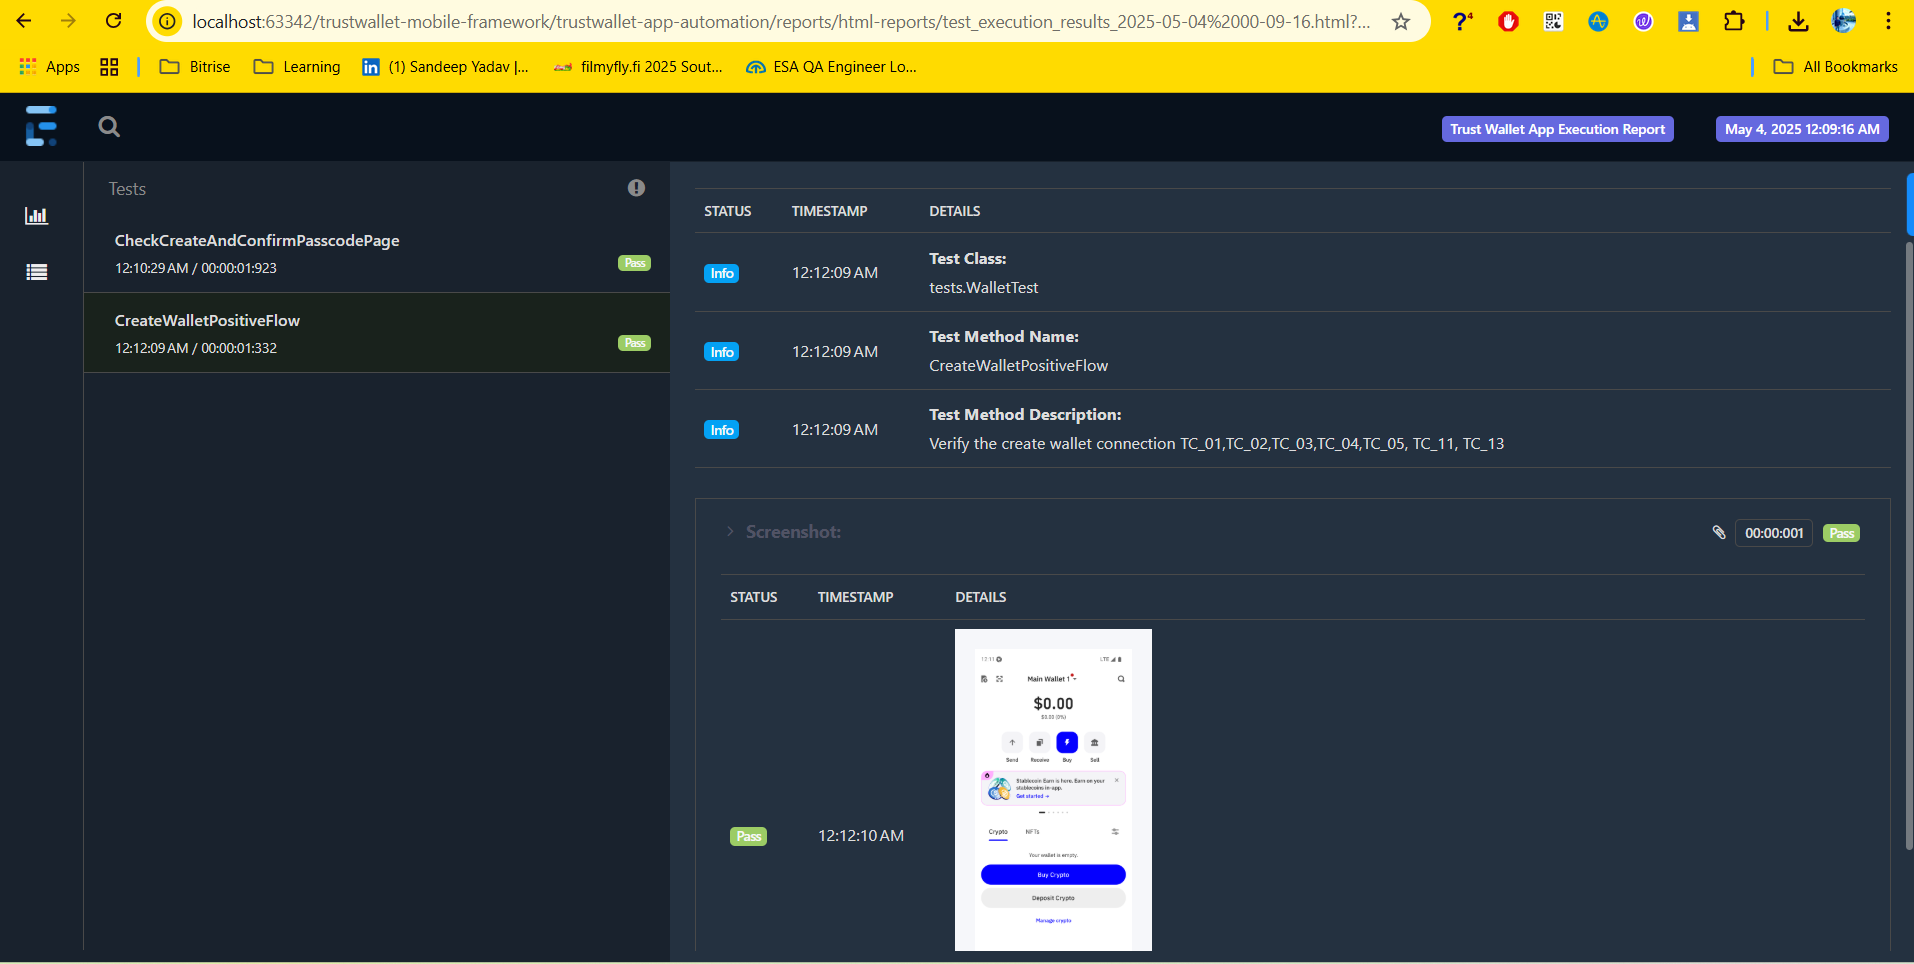 localhost:63342/trustwallet-mobile-framework/trustwallet-app-automation/reports/html-reports/test_execution_results_2025-05-04%2000-09-16.html?...
Apps
Bitrise
Learning
(1) Sandeep Yadav |...
filmyfly.fi 2025 Sout...
ESA QA Engineer Lo...
All Bookmarks
Trust Wallet App Execution Report
May 4, 2025 12:09:16 AM
Tests
CheckCreateAndConfirmPasscodePage
12:10:29 AM / 00:00:01:923
Pass
CreateWalletPositiveFlow
12:12:09 AM / 00:00:01:332
Pass
STATUS TIMESTAMP DETAILS
Info 12:12:09 AM Test Class:
tests.WalletTest
Info 12:12:09 AM Test Method Name:
CreateWalletPositiveFlow
Info 12:12:09 AM Test Method Description:
Verify the create wallet connection TC_01,TC_02,TC_03,TC_04,TC_05, TC_11, TC_13
Screenshot:
00:00:001
Pass
STATUS TIMESTAMP DETAILS
Pass 12:12:10 AM
12:11
LTE
Main Wallet 1
$0.00
$0.00 (0%)
Send Receive Buy Sell
Stablecoin Earn is here. Earn on your
stablecoins in-app.
Get started →
Crypto NFTs
Your wallet is empty.
Buy Crypto
Deposit Crypto
Manage crypto